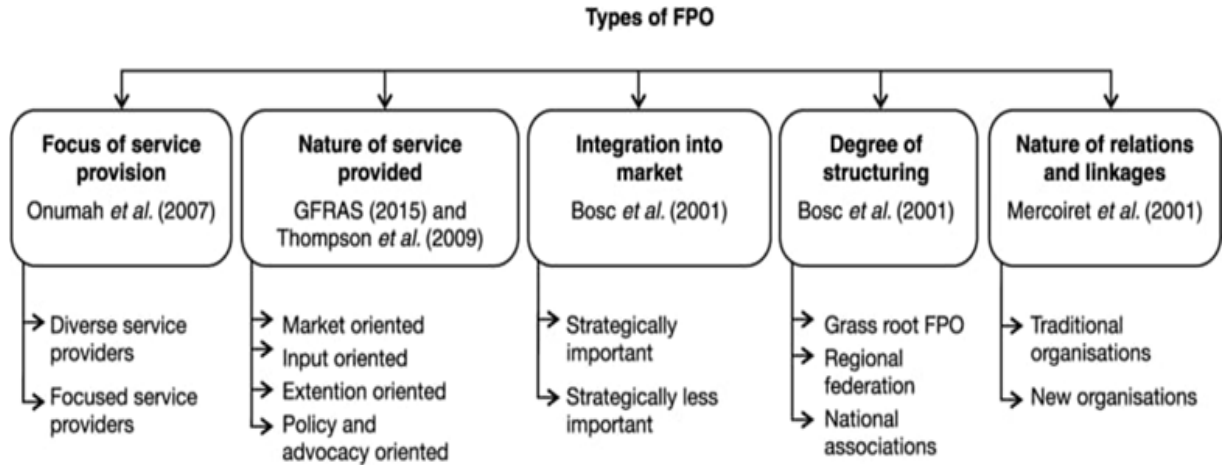 Types of FPO
Focus of service
provision
Onumah et al. (2007)
Diverse service
providers
Focused service
providers
Nature of service
provided
GFRAS (2015) and
Thompson et al. (2009)
Market oriented
Input oriented
Extention oriented
Policy and
advocacy oriented
Integration into
market
Bosc et al. (2001)
Strategically
important
Strategically less
important
Degree of
structuring
Bosc et al. (2001)
Grass root FPO
Regional
federation
National
associations
Nature of relations
and linkages
Mercoiret et al. (2001)
Traditional
organisations
New organisations